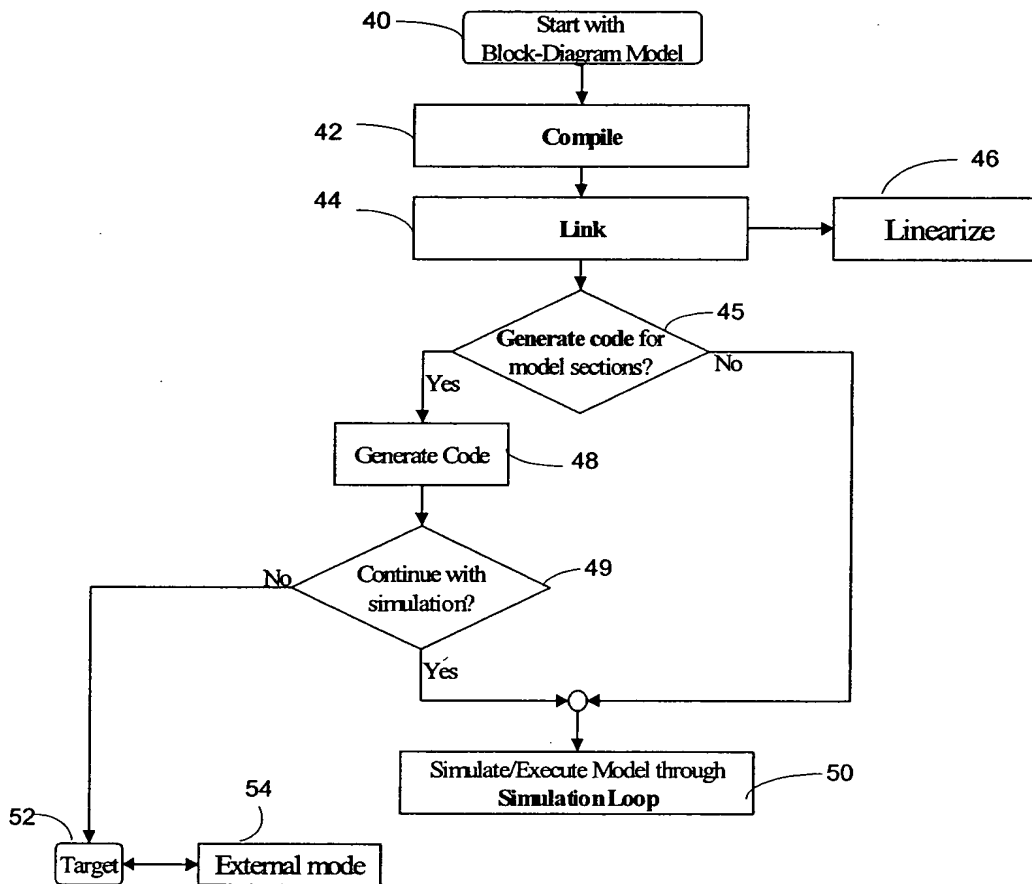 40
Start with
Block-Diagram Model
42
Compile
46
44
Link
Linearize
45
Generate code for
model sections?
Yes
No
Generate Code
48
No
Continue with
simulation?
49
Yes
Simulate/Execute Model through
Simulation Loop
50
52
54
Target
External mode